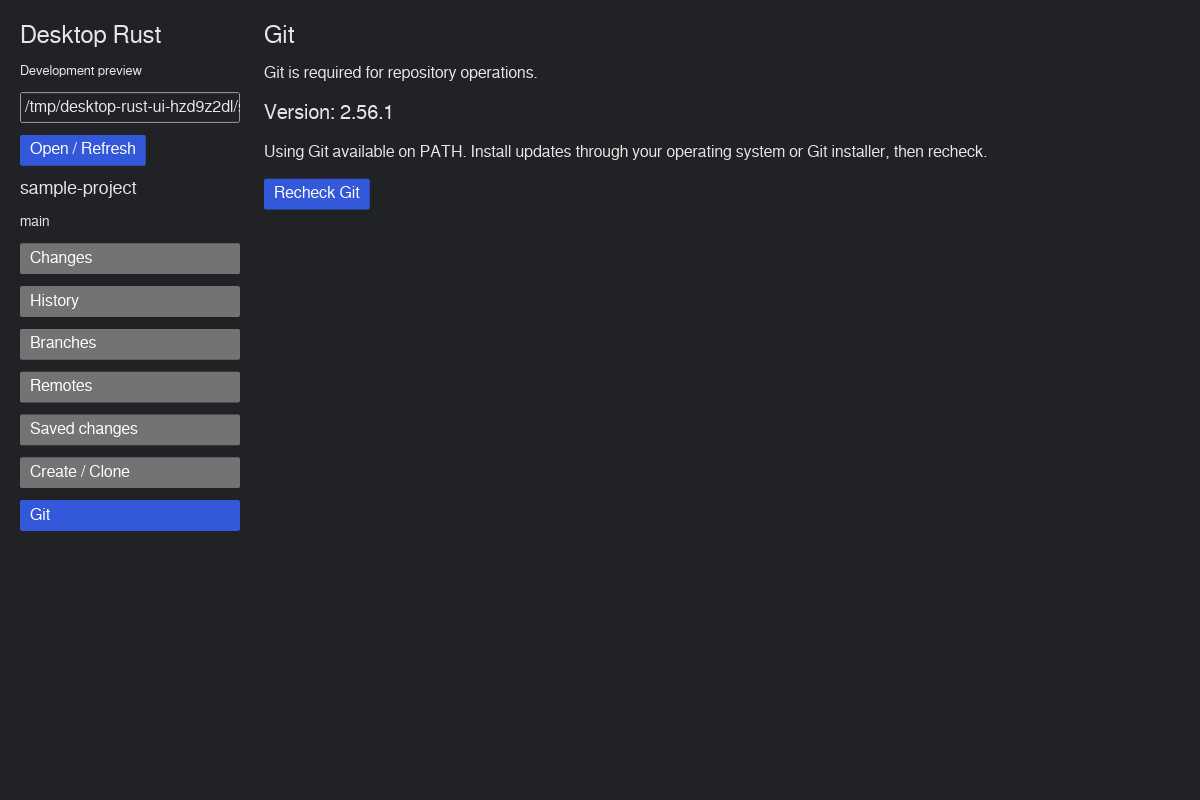 Desktop Rust
Development preview
/tmp/desktop-rust-ui-hzd9z2dl/
Open / Refresh
sample-project
main
Changes
History
Branches
Remotes
Saved changes
Create / Clone
Git
Git
Git is required for repository operations.
Version: 2.56.1
Using Git available on PATH. Install updates through your operating system or Git installer, then recheck.
Recheck Git